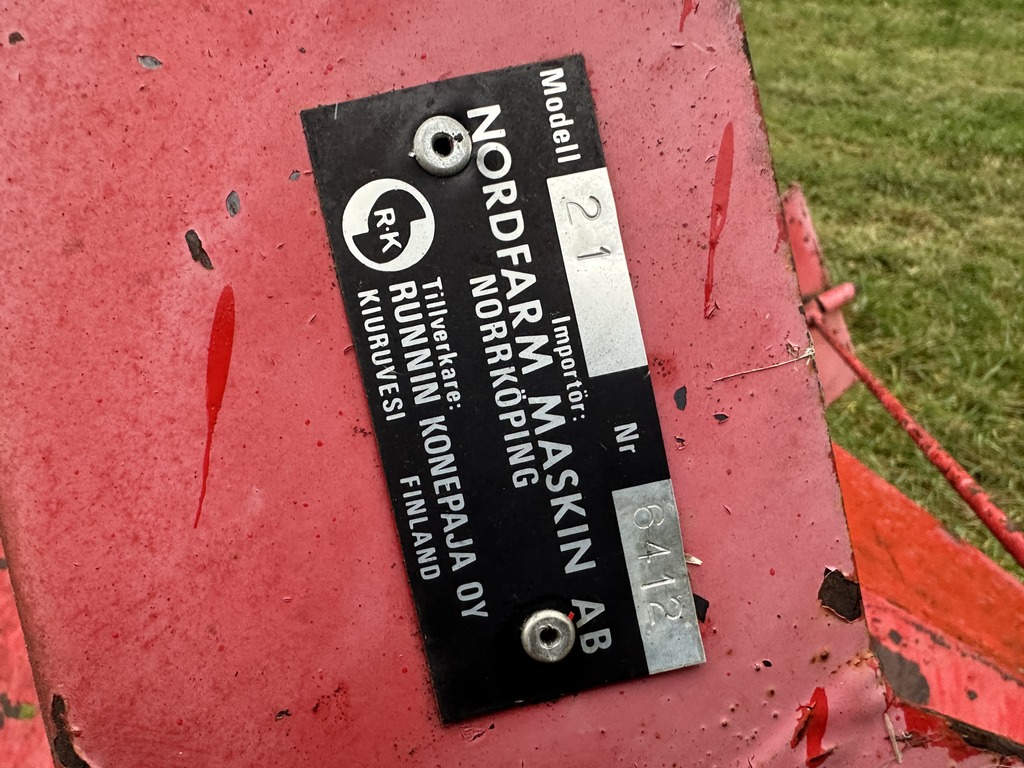 Modell 21 Nr 6412
Importör:
NORDFARM MASKIN AB
NORRKÖPING
R·K
Tillverkare:
RUNNIN KONEPAJA OY
KIURUVESI FINLAND